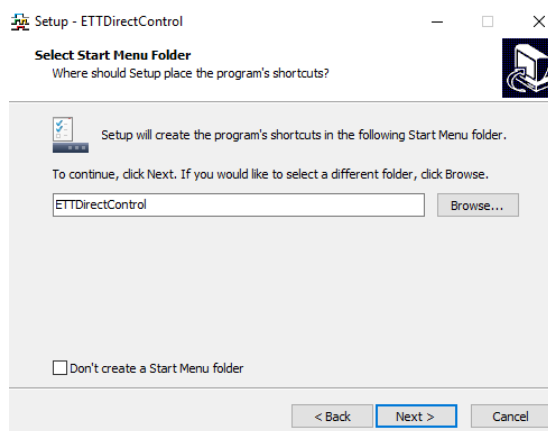 Setup - ETTDirectControl
Select Start Menu Folder
Where should Setup place the program's shortcuts?
Setup will create the program's shortcuts in the following Start Menu folder.
To continue, click Next. If you would like to select a different folder, click Browse.
ETTDirectControl
Browse...
Don't create a Start Menu folder
< Back
Next >
Cancel